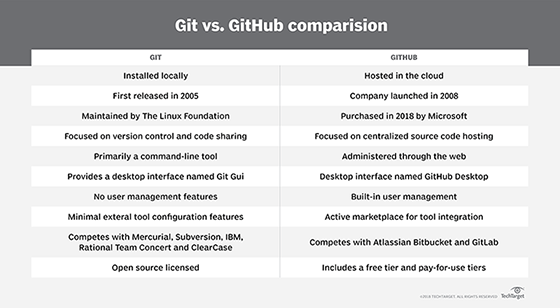 Git vs. GitHub comparision
GIT GITHUB
Installed locally Hosted in the cloud
First released in 2005 Company launched in 2008
Maintained by The Linux Foundation Purchased in 2018 by Microsoft
Focused on version control and code sharing Focused on centralized source code hosting
Primarily a command-line tool Administered through the web
Provides a desktop interface named Git Gui Desktop interface named GitHub Desktop
No user management features Built-in user management
Minimal exteral tool configuration features Active marketplace for tool integration
Competes with Mercurial, Subversion, IBM,
Rational Team Concert and ClearCase
Competes with Atlassian Bitbucket and GitLab
Open source licensed Includes a free tier and pay-for-use tiers
©2018 TECHTARGET. ALL RIGHTS RESERVED TechTarget